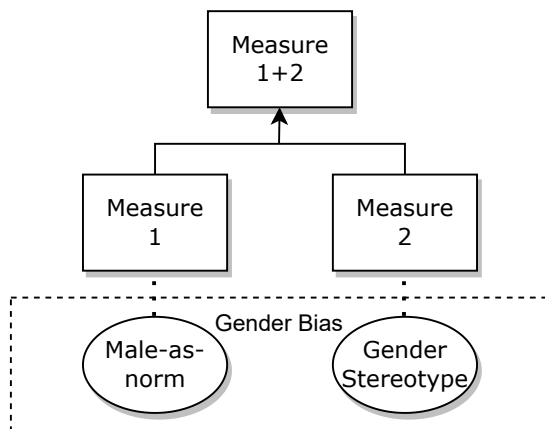 Measure
1+2
Measure
1
Measure
2
Gender Bias
Male-as-
norm
Gender
Stereotype